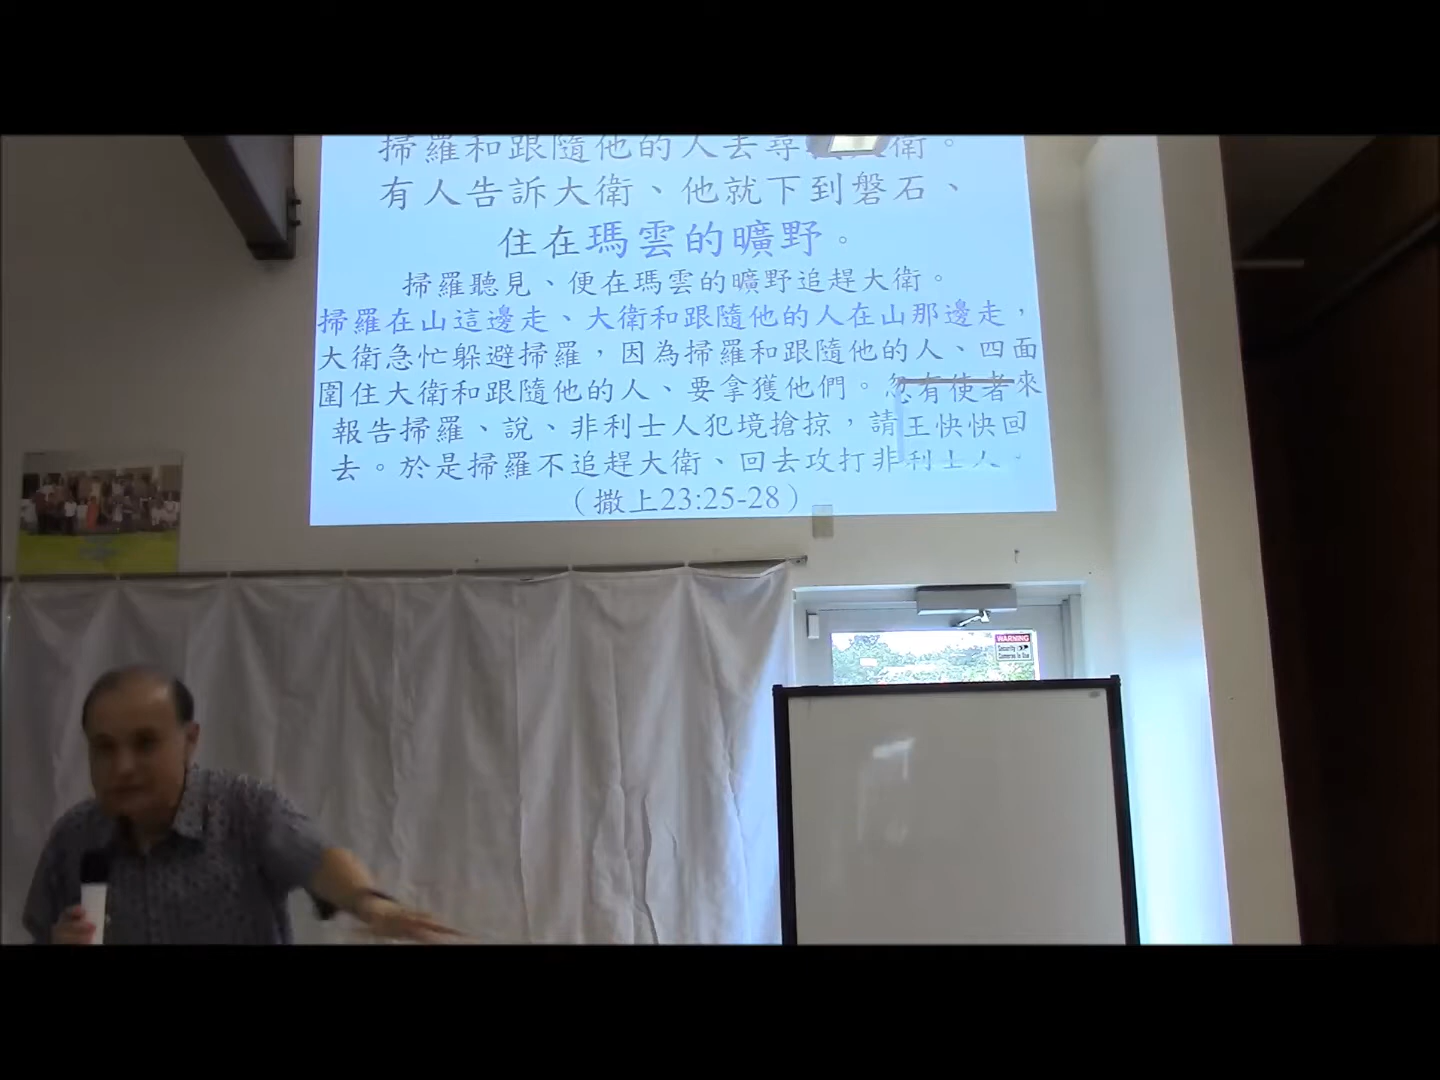 掃羅和跟隨他的人去尋 大衛。
有人告訴大衛、他就下到磐石、
住在瑪雲的曠野。
掃羅聽見、便在瑪雲的曠野追趕大衛。
掃羅在山這邊走、大衛和跟隨他的人在山那邊走，
大衛急忙躲避掃羅，因為掃羅和跟隨他的人、四面
圍住大衛和跟隨他的人、要拿獲他們。忽有使者來
報告掃羅、說、非利士人犯境搶掠，請王快快回
去。於是掃羅不追趕大衛、回去攻打非利士人。
（撒上23:25-28）
WARNING
Security
Cameras In Use